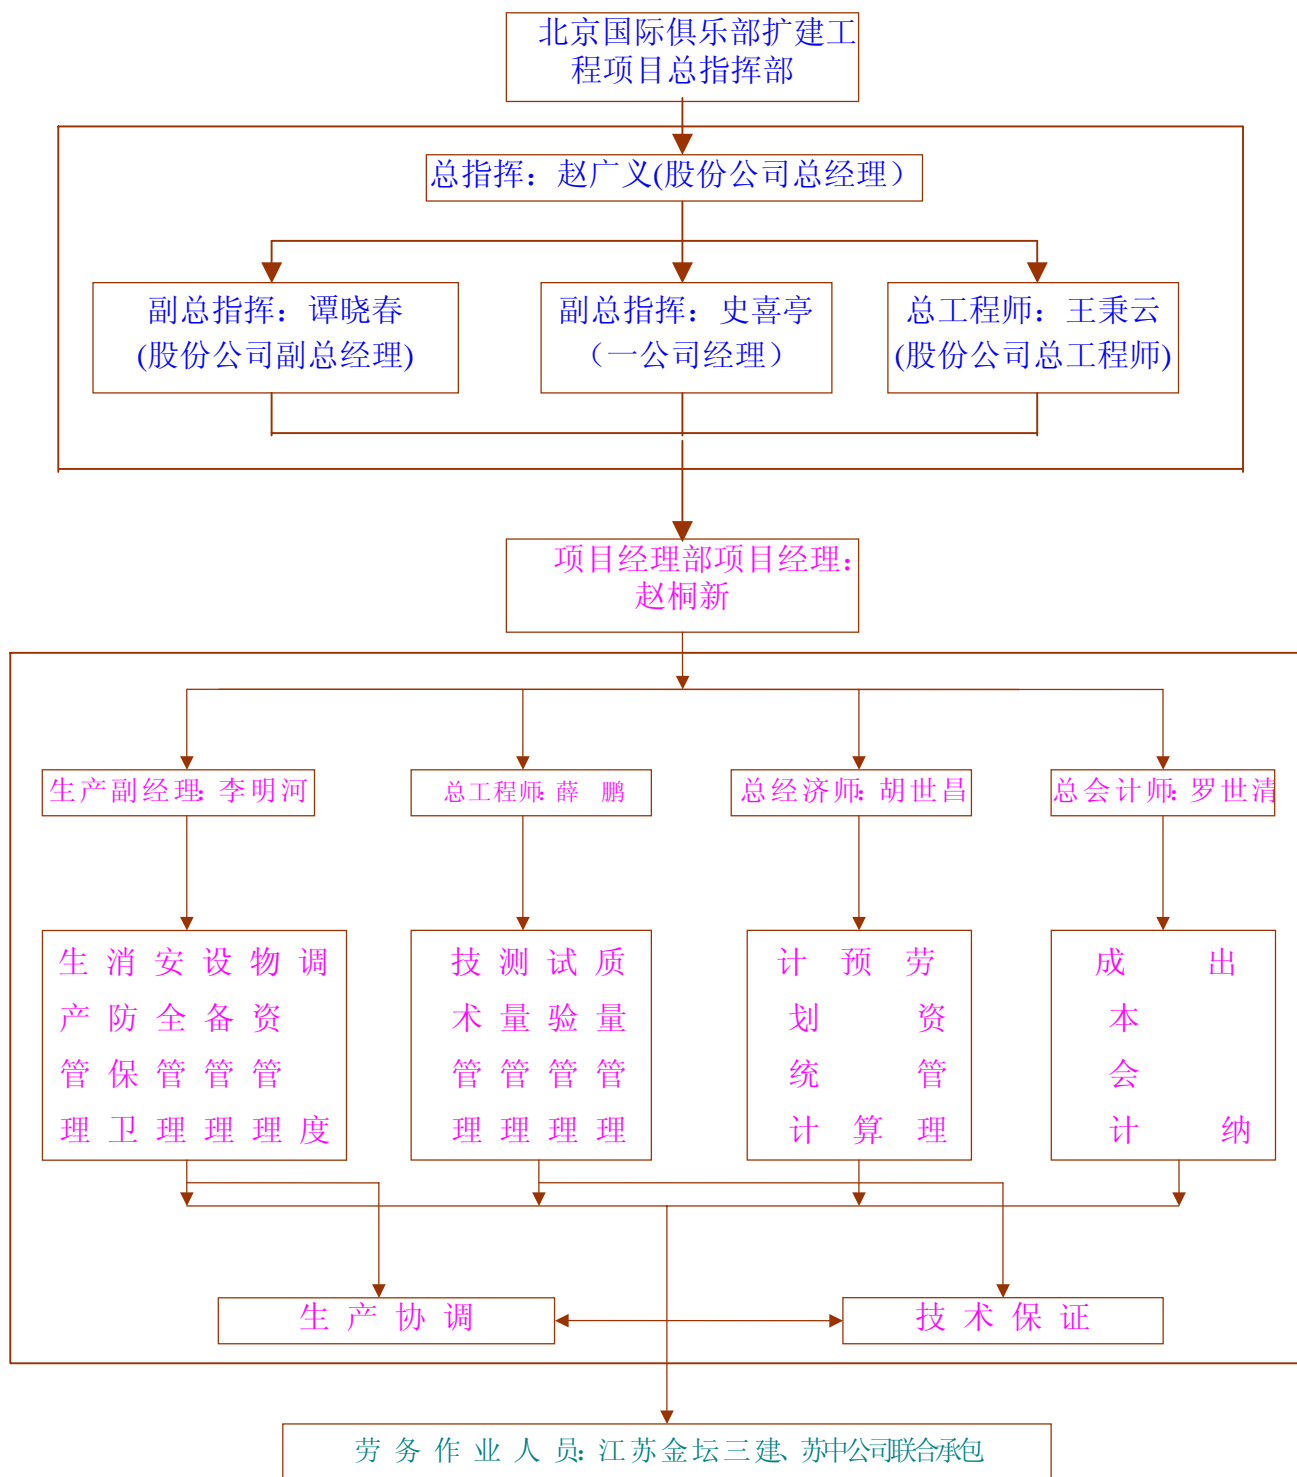 北京国际俱乐部扩建工
程项目总指挥部
总指挥：赵广义(股份公司总经理）
副总指挥：谭晓春
(股份公司副总经理)
副总指挥：史喜亭
（一公司经理）
总工程师：王秉云
(股份公司总工程师)
项目经理部项目经理：
赵桐新
生产副经理：李明河
总工程师：薛　鹏
总经济师：胡世昌
总会计师：罗世清
生产管理
消防保卫
安全管理
设备管理
物资管理
调度
技术管理
测量管理
试验管理
质量管理
计划统计
预算
劳资管理
成本会计
出纳
生 产 协 调
技 术 保 证
劳 务 作 业 人 员：江苏金坛三建、苏中公司联合承包